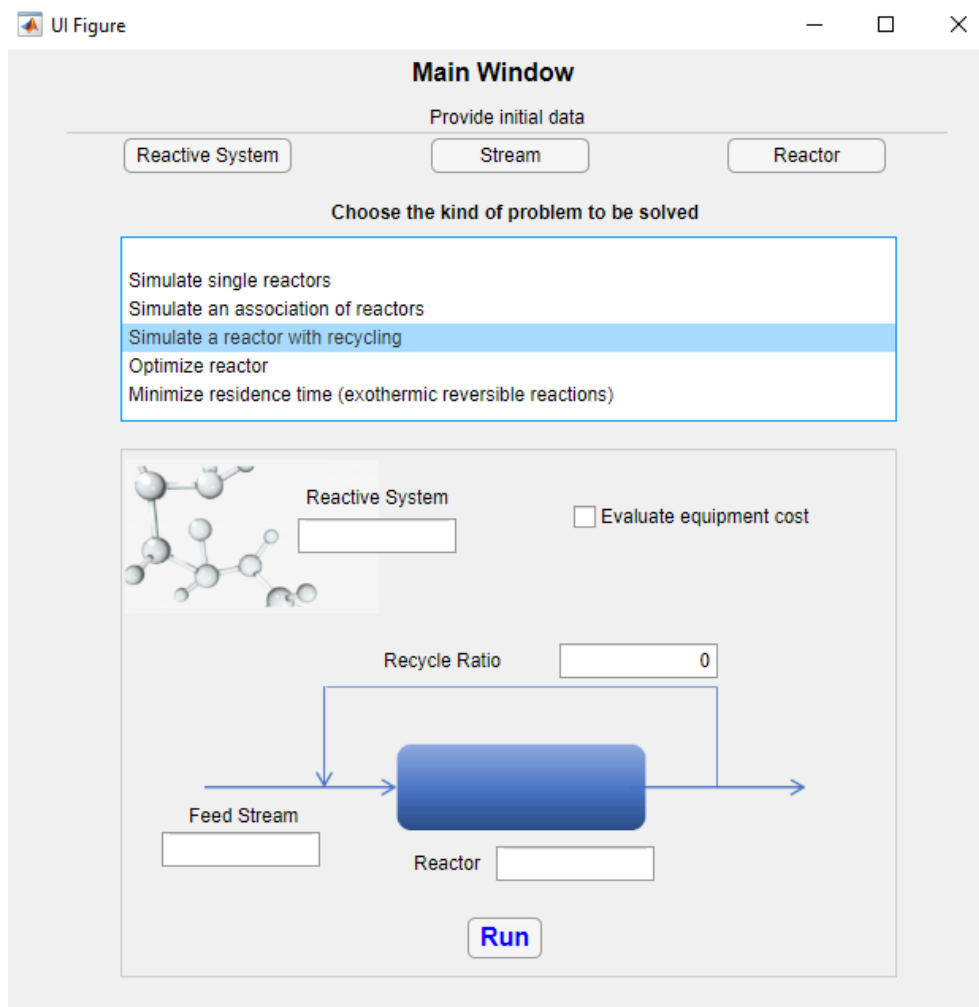 UI Figure
Main Window
Provide initial data
Reactive System Stream Reactor
Choose the kind of problem to be solved
Simulate single reactors
Simulate an association of reactors
Simulate a reactor with recycling
Optimize reactor
Minimize residence time (exothermic reversible reactions)
Reactive System
Evaluate equipment cost
Recycle Ratio 0
Feed Stream
Reactor
Run